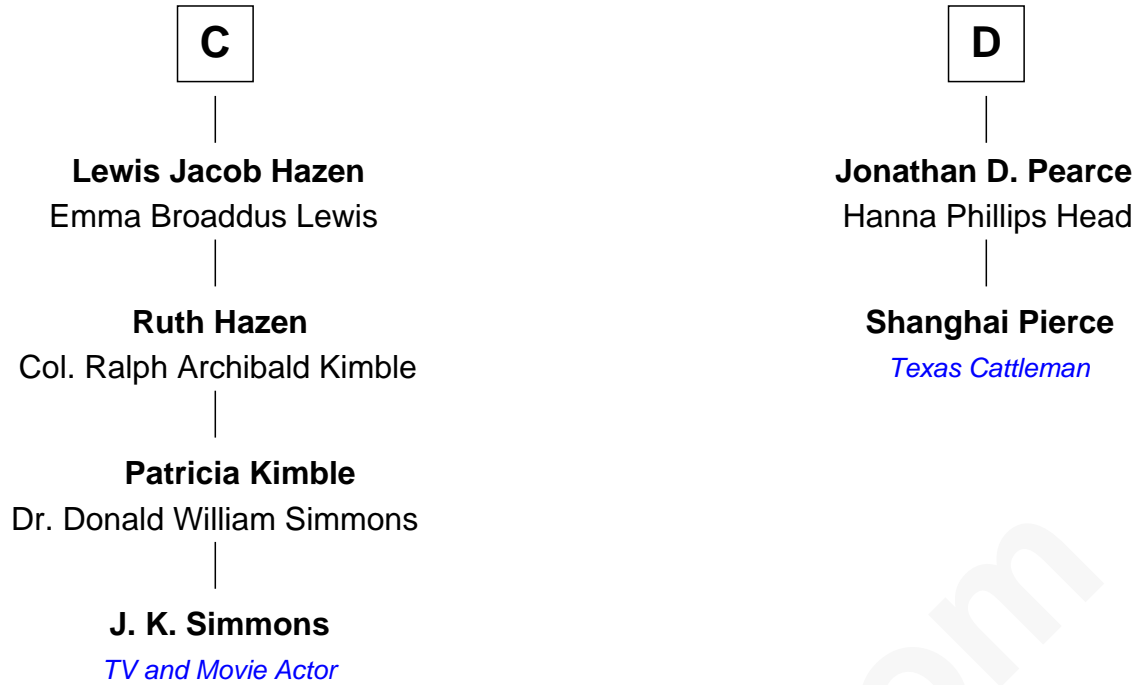 C
Lewis Jacob Hazen
Emma Broaddus Lewis
Ruth Hazen
Col. Ralph Archibald Kimble
Patricia Kimble
Dr. Donald William Simmons
J. K. Simmons
TV and Movie Actor
D
Jonathan D. Pearce
Hanna Phillips Head
Shanghai Pierce
Texas Cattleman
om